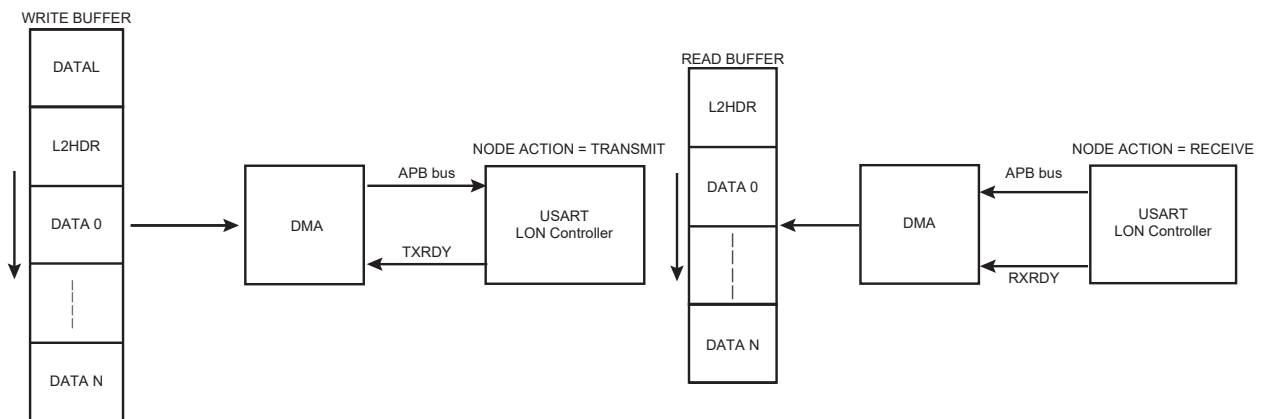 WRITE BUFFER
DATAL
L2HDR
DATA 0
DATA N
DMA
APB bus
TXRDY
NODE ACTION = TRANSMIT
USART
LON Controller
READ BUFFER
L2HDR
DATA 0
DATA N
DMA
APB bus
RXRDY
NODE ACTION = RECEIVE
USART
LON Controller